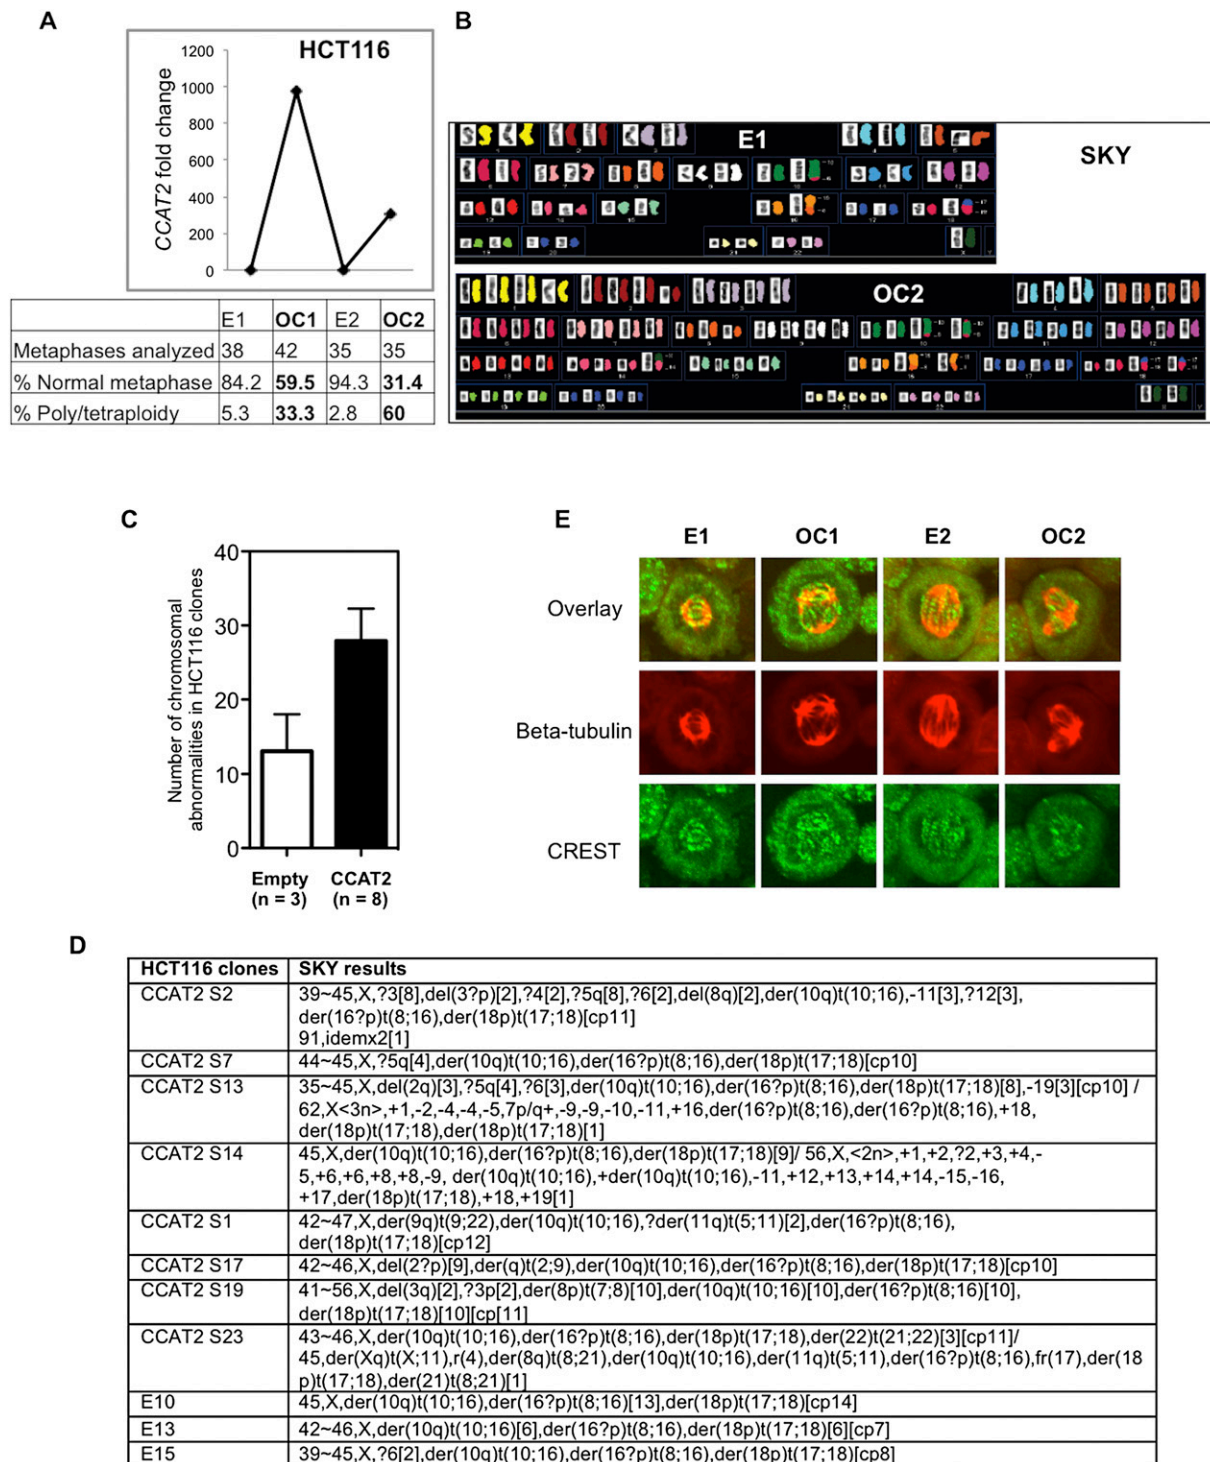 A
HCT116
CCAT2 fold change
1200
1000
800
600
400
200
0
E1 OC1 E2 OC2
Metaphases analyzed 38 42 35 35
% Normal metaphase 84.2 59.5 94.3 31.4
% Poly/tetraploidy 5.3 33.3 2.8 60
B
E1
SKY
OC2
C
Number of chromosomal
abnormalities in HCT116 clones
40
30
20
10
0
Empty
(n = 3)
CCAT2
(n = 8)
E
E1 OC1 E2 OC2
Overlay
Beta-tubulin
CREST
D
HCT116 clones SKY results
CCAT2 S2 39~45,X,?3[8],del(3?p)[2],?4[2],?5q[8],?6[2],del(8q)[2],der(10q)t(10;16),-11[3],?12[3],
der(16?p)t(8;16),der(18p)t(17;18)[cp11]
91,idemx2[1]
CCAT2 S7 44~45,X,?5q[4],der(10q)t(10;16),der(16?p)t(8;16),der(18p)t(17;18)[cp10]
CCAT2 S13 35~45,X,del(2q)[3],?5q[4],?6[3],der(10q)t(10;16),der(16?p)t(8;16),der(18p)t(17;18)[8],-19[3][cp10] /
62,X<3n>,+1,-2,-4,-4,-5,7p/q+,-9,-9,-10,-11,+16,der(16?p)t(8;16),der(16?p)t(8;16),+18,
der(18p)t(17;18),der(18p)t(17;18)[1]
CCAT2 S14 45,X,der(10q)t(10;16),der(16?p)t(8;16),der(18p)t(17;18)[9]/ 56,X,<2n>,+1,+2,?2,+3,+4,-
5,+6,+6,+8,+8,-9, der(10q)t(10;16),+der(10q)t(10;16),-11,+12,+13,+14,+14,-15,-16,
+17,der(18p)t(17;18),+18,+19[1]
CCAT2 S1 42~47,X,der(9q)t(9;22),der(10q)t(10;16),?der(11q)t(5;11)[2],der(16?p)t(8;16),
der(18p)t(17;18)[cp12]
CCAT2 S17 42~46,X,del(2?p)[9],der(q)t(2;9),der(10q)t(10;16),der(16?p)t(8;16),der(18p)t(17;18)[cp10]
CCAT2 S19 41~56,X,del(3q)[2],?3p[2],der(8p)t(7;8)[10],der(10q)t(10;16)[10],der(16?p)t(8;16)[10],
der(18p)t(17;18)[10][cp[11]
CCAT2 S23 43~46,X,der(10q)t(10;16),der(16?p)t(8;16),der(18p)t(17;18),der(22)t(21;22)[3][cp11]/
45,der(Xq)t(X;11),r(4),der(8q)t(8;21),der(10q)t(10;16),der(11q)t(5;11),der(16?p)t(8;16),fr(17),der(18
p)t(17;18),der(21)t(8;21)[1]
E10 45,X,der(10q)t(10;16),der(16?p)t(8;16)[13],der(18p)t(17;18)[cp14]
E13 42~46,X,der(10q)t(10;16)[6],der(16?p)t(8;16),der(18p)t(17;18)[6][cp7]
E15 39~45,X,?6[2],der(10q)t(10;16),der(16?p)t(8;16),der(18p)t(17;18)[cp8]